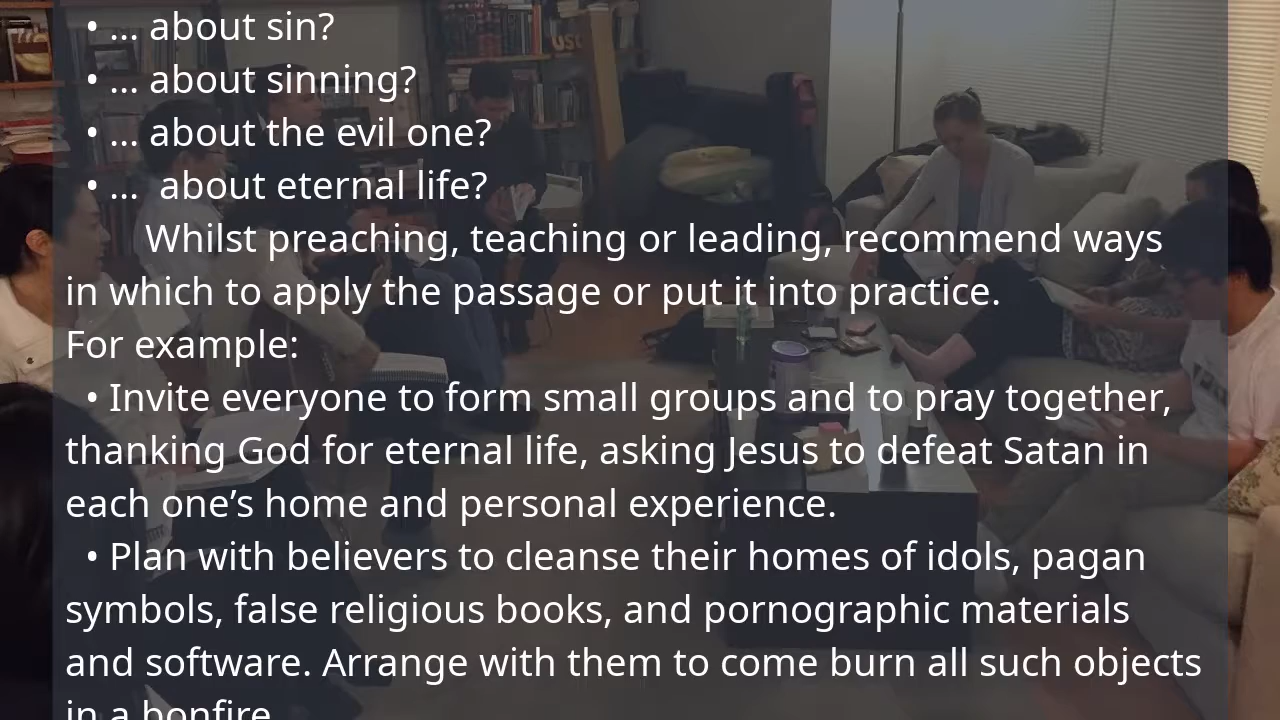 • ... about sin?
• ... about sinning?
• ... about the evil one?
• ...  about eternal life?
Whilst preaching, teaching or leading, recommend ways
in which to apply the passage or put it into practice.
For example:
• Invite everyone to form small groups and to pray together,
thanking God for eternal life, asking Jesus to defeat Satan in
each one’s home and personal experience.
• Plan with believers to cleanse their homes of idols, pagan
symbols, false religious books, and pornographic materials
and software. Arrange with them to come burn all such objects
in a bonfire.
USC